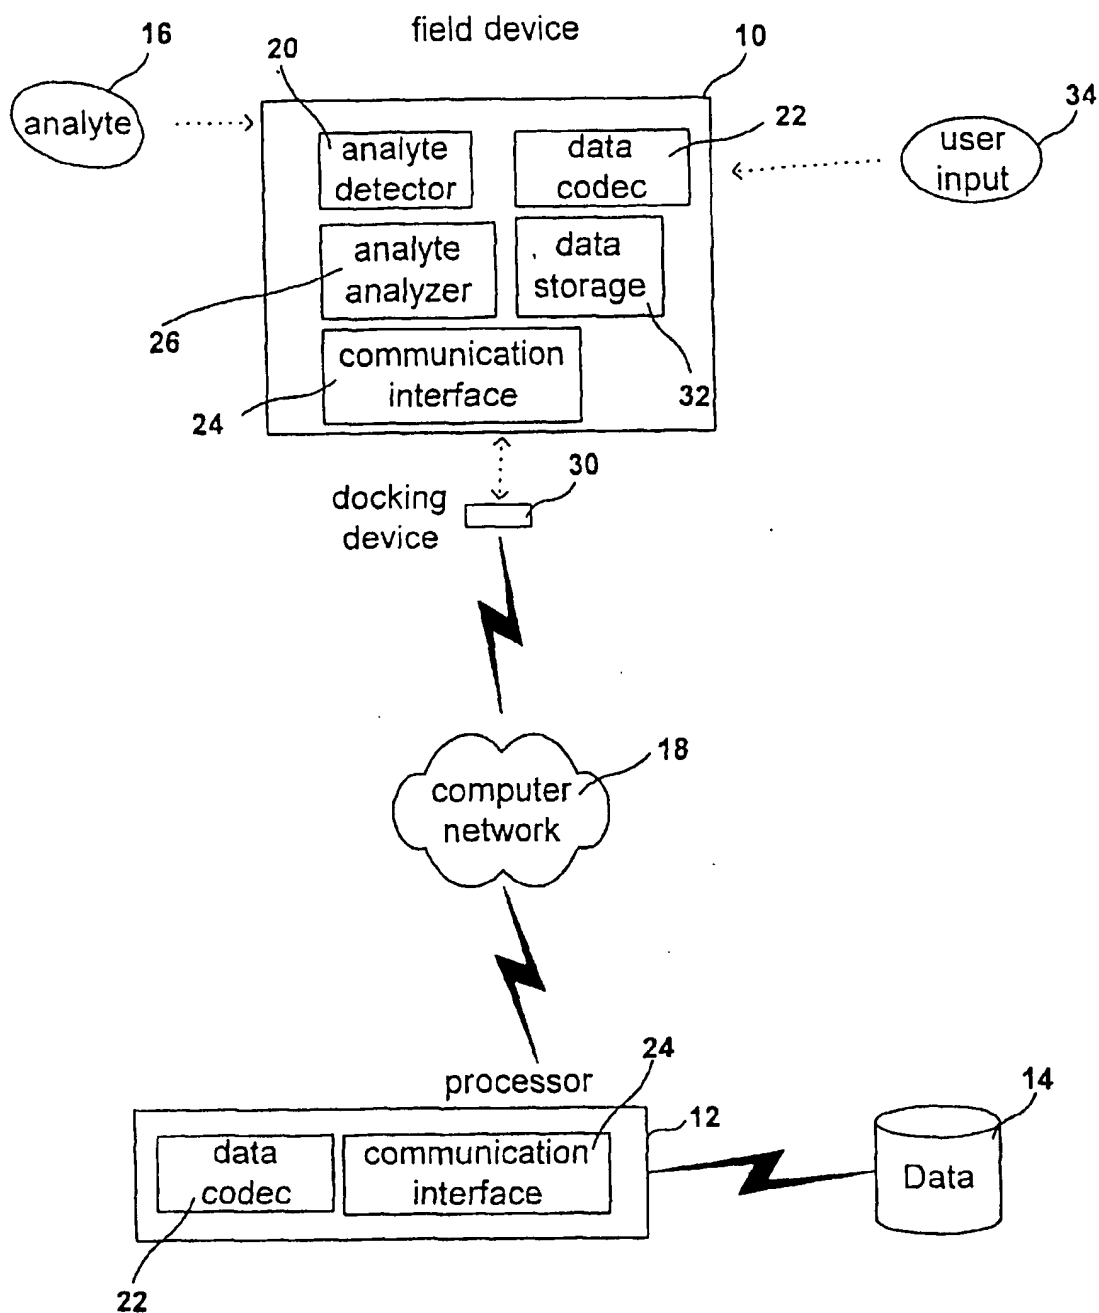 field device
16
20
10
22
34
analyte
analyte
detector
data
codec
user
input
analyte
analyzer
data
storage
26
communication
interface
32
24
docking
device
30
computer
network
18
processor
24
12
14
data
codec
communication
interface
Data
22